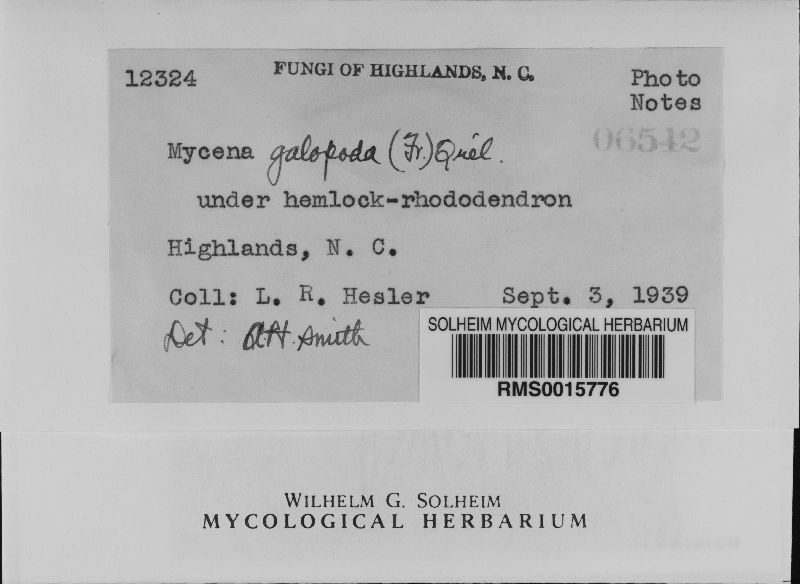 12324
FUNGI OF HIGHLANDS, N. C.
Photo
Notes
06542
Mycena galopoda (Fr.) Quél.
under hemlock-rhododendron
Highlands, N. C.
Coll: L. R. Hesler Sept. 3, 1939
Det: AH. Smith
SOLHEIM MYCOLOGICAL HERBARIUM
RMS0015776
WILHELM G. SOLHEIM
MYCOLOGICAL HERBARIUM